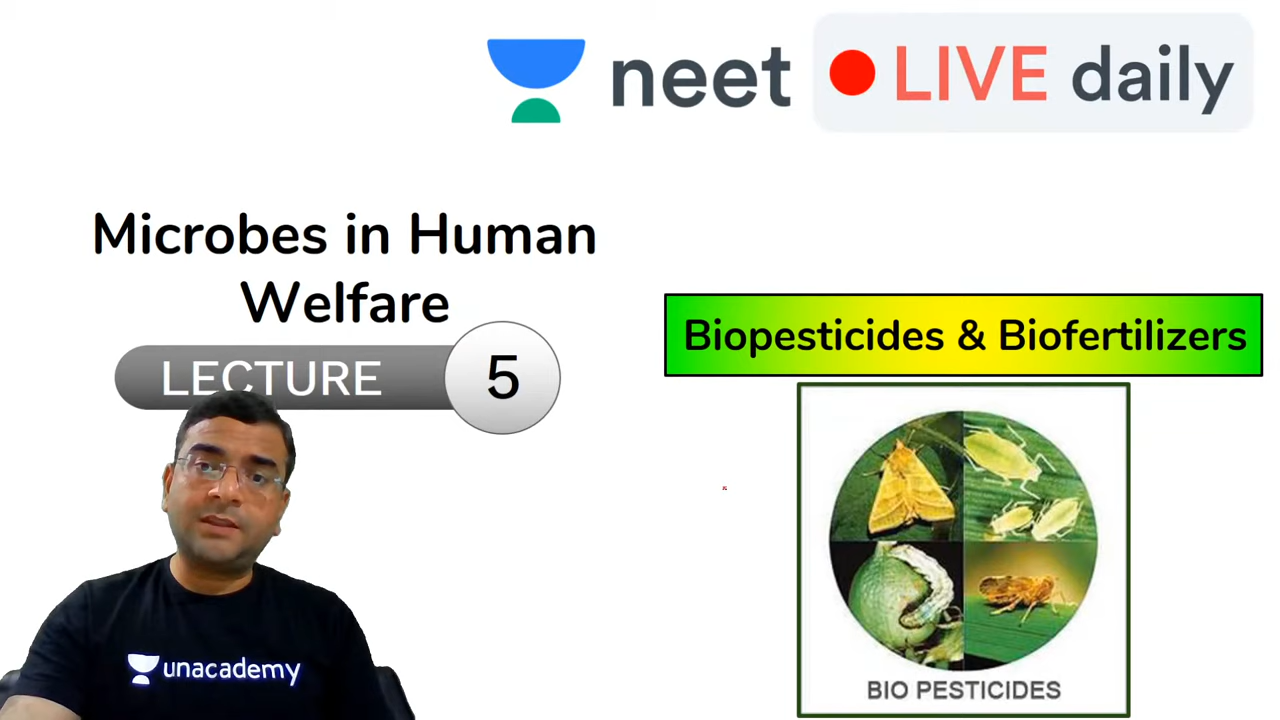 neet LIVE daily
Microbes in Human
Welfare
LECTURE 5
Biopesticides & Biofertilizers
BIO PESTICIDES
unacademy